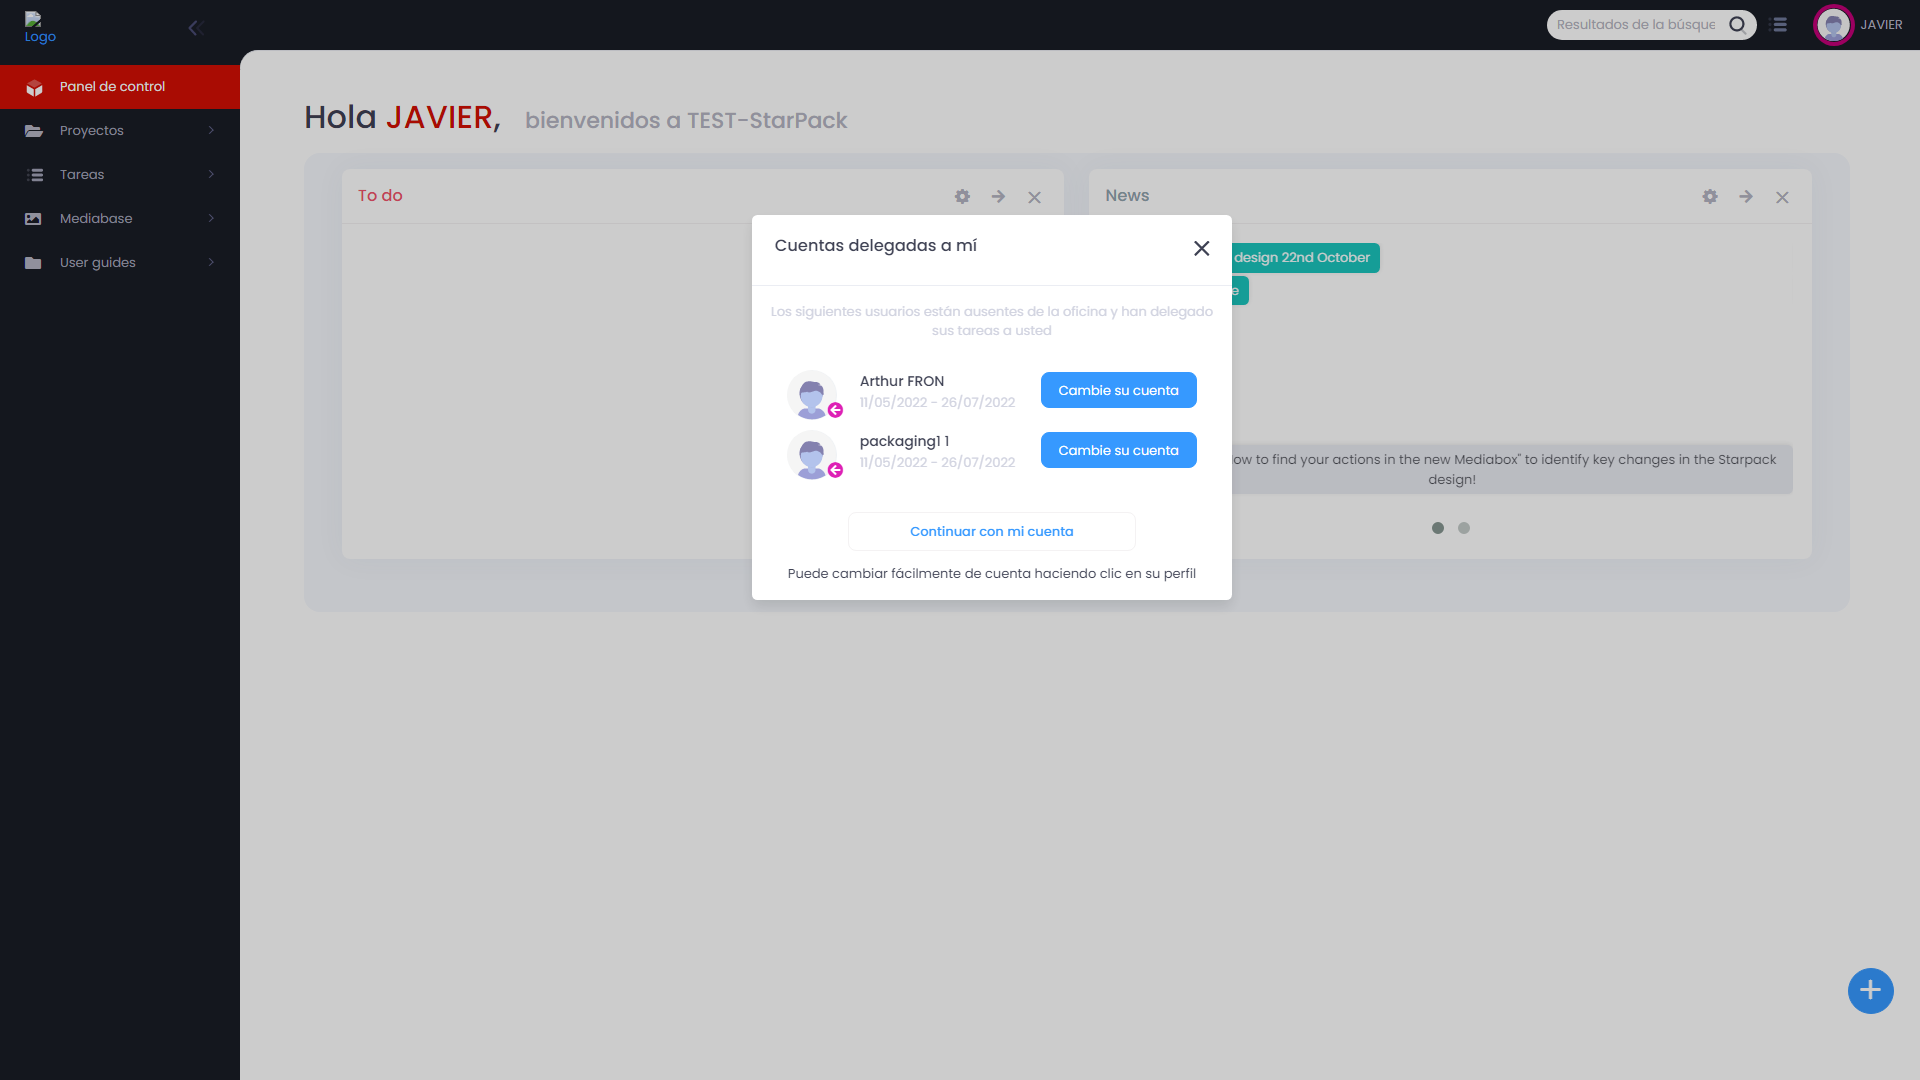 Logo
Resultados de la búsque
JAVIER
Panel de control
Proyectos
Tareas
Mediabase
User guides
Hola JAVIER, bienvenidos a TEST-StarPack
To do
News
design 22nd October
Cuentas delegadas a mí
Los siguientes usuarios están ausentes de la oficina y han delegado
sus tareas a usted
Arthur FRON
11/05/2022 - 26/07/2022
Cambie su cuenta
packaging1 1
11/05/2022 - 26/07/2022
Cambie su cuenta
Continuar con mi cuenta
Puede cambiar fácilmente de cuenta haciendo clic en su perfil
to find your actions in the new Mediabox" to identify key changes in the Starpack
design!